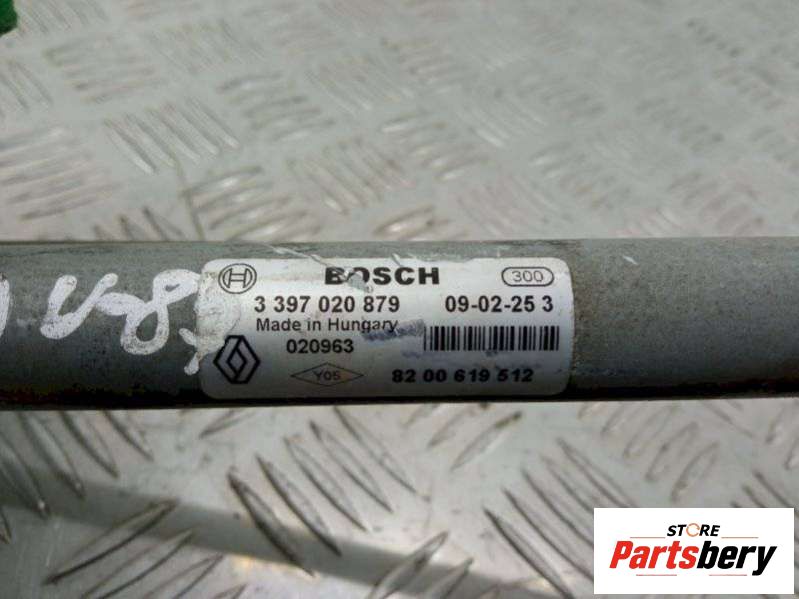 BOSCH
300
3 397 020 879
09-02-25 3
Made in Hungary
020963
Y05
82 00 619 512
STORE
Partsbery